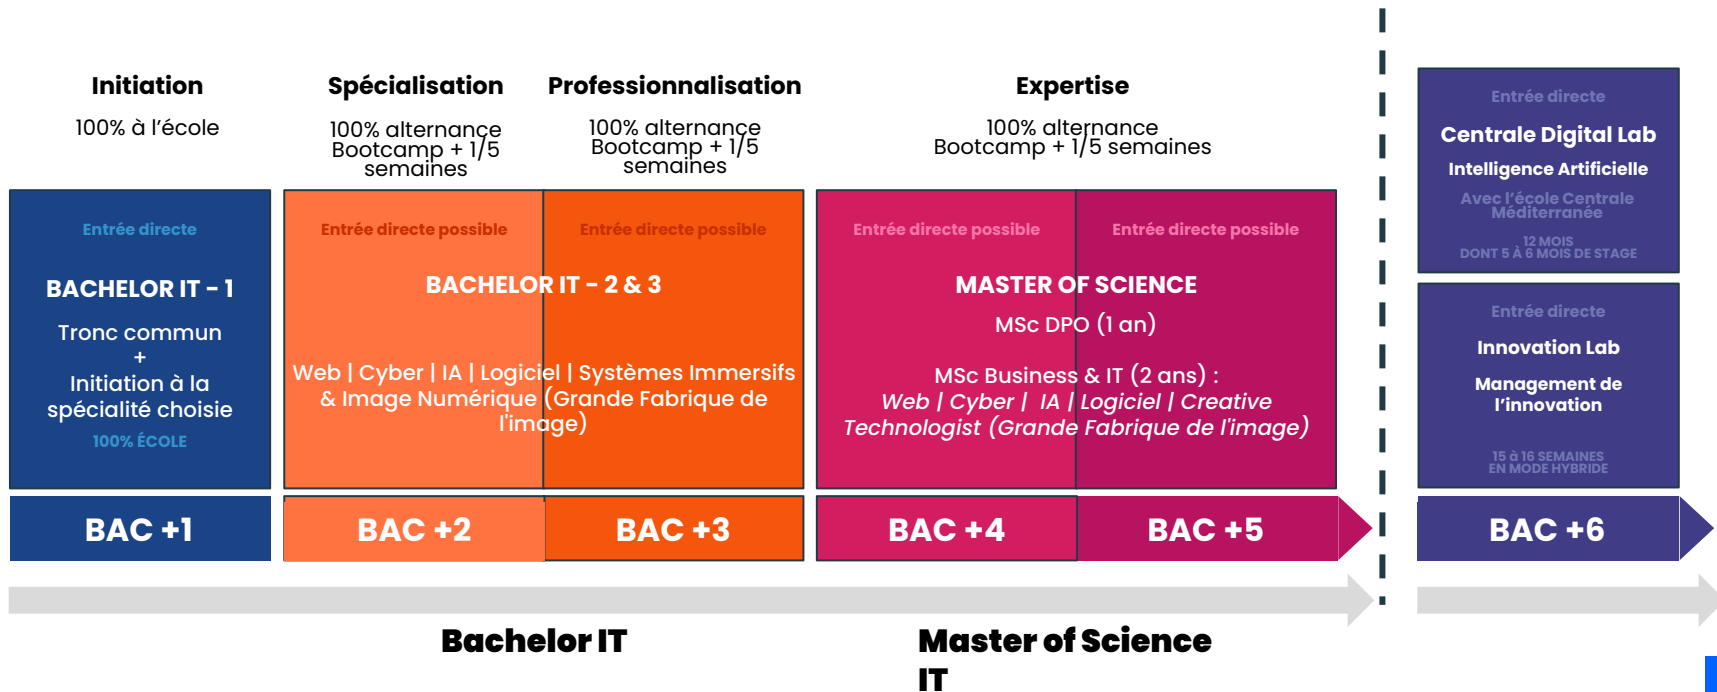 Initiation
100% à l’école
Spécialisation
100% alternance
Bootcamp + 1/5
semaines
Professionnalisation
100% alternance
Bootcamp + 1/5
semaines
Expertise
100% alternance
Bootcamp + 1/5 semaines
Entrée directe
BACHELOR IT - 1
Tronc commun
+
Initiation à la
spécialité choisie
100% ÉCOLE
Entrée directe possible
Entrée directe possible
BACHELOR IT - 2 & 3
Web | Cyber | IA | Logiciel | Systèmes Immersifs
& Image Numérique (Grande Fabrique de
l'image)
Entrée directe possible
Entrée directe possible
MASTER OF SCIENCE
MSc DPO (1 an)
MSc Business & IT (2 ans) :
Web | Cyber | IA | Logiciel | Creative
Technologist (Grande Fabrique de l'image)
Entrée directe
Centrale Digital Lab
Intelligence Artificielle
Avec l’école Centrale
Méditerranée
12 MOIS
DONT 5 À 6 MOIS DE STAGE
Entrée directe
Innovation Lab
Management de
l’innovation
15 à 16 SEMAINES
EN MODE HYBRIDE
BAC +1
BAC +2
BAC +3
BAC +4
BAC +5
BAC +6
Bachelor IT
Master of Science
IT